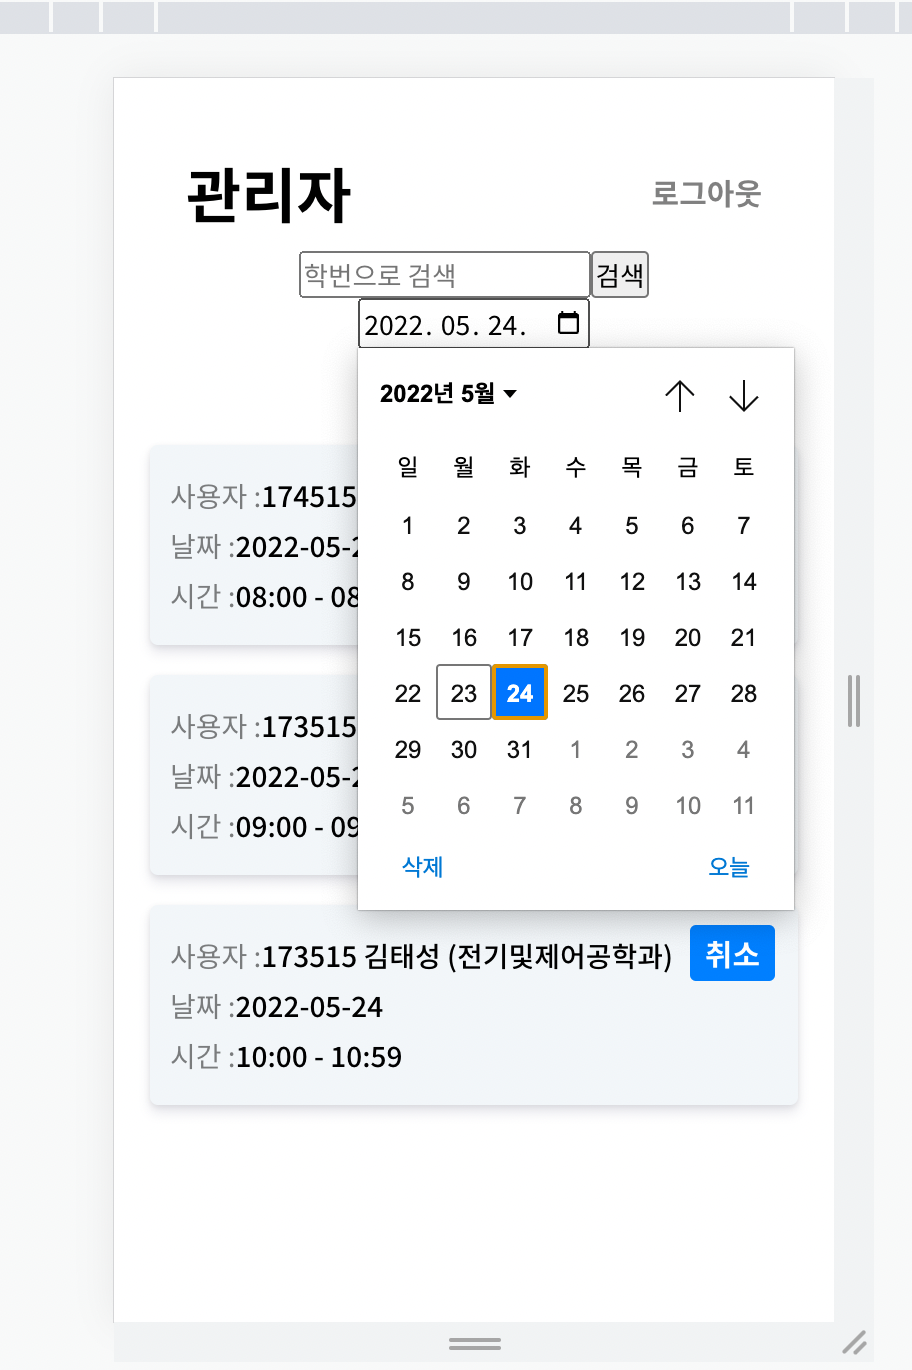 관리자
로그아웃
학번으로 검색 검색
2022. 05. 24.
2022년 5월
일 월 화 수 목 금 토
1 2 3 4 5 6 7
8 9 10 11 12 13 14
15 16 17 18 19 20 21
22 23 24 25 26 27 28
29 30 31 1 2 3 4
5 6 7 8 9 10 11
삭제 오늘
사용자 :174515
날짜 :2022-05-2
시간 :08:00 - 08
사용자 :173515
날짜 :2022-05-2
시간 :09:00 - 09
사용자 :173515 김태성 (전기및제어공학과) 취소
날짜 :2022-05-24
시간 :10:00 - 10:59